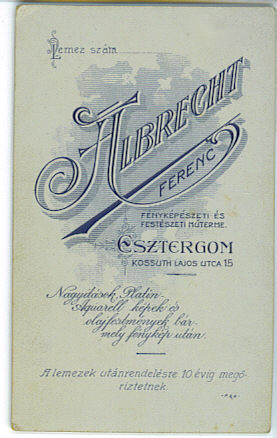 Lemez száma
ALBRECHT
FERENC
FÉNYKÉPÉSZETI ÉS
FESTÉSZETI MŰTERME.
ESZTERGOM
KOSSUTH LAJOS UTCA 15
Nagyitások, Platin-
Aquarell képek és
olajfestmények bár-
mely fénykép után.
A lemezek utánrendelésre 10 évig megő-
riztetnek.